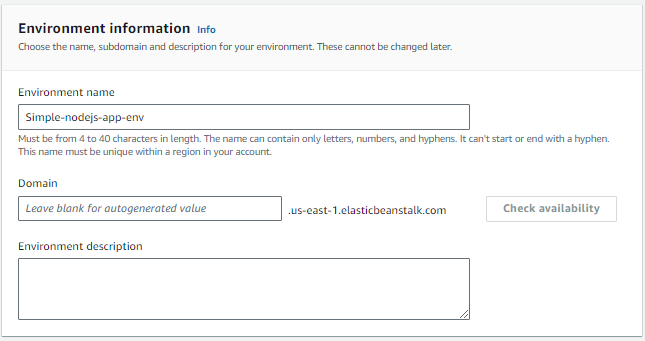 Environment information Info
Choose the name, subdomain and description for your environment. These cannot be changed later.
Environment name
Simple-nodejs-app-env
Must be from 4 to 40 characters in length. The name can contain only letters, numbers, and hyphens. It can't start or end with a hyphen.
This name must be unique within a region in your account.
Domain
Leave blank for autogenerated value .us-east-1.elasticbeanstalk.com Check availability
Environment description